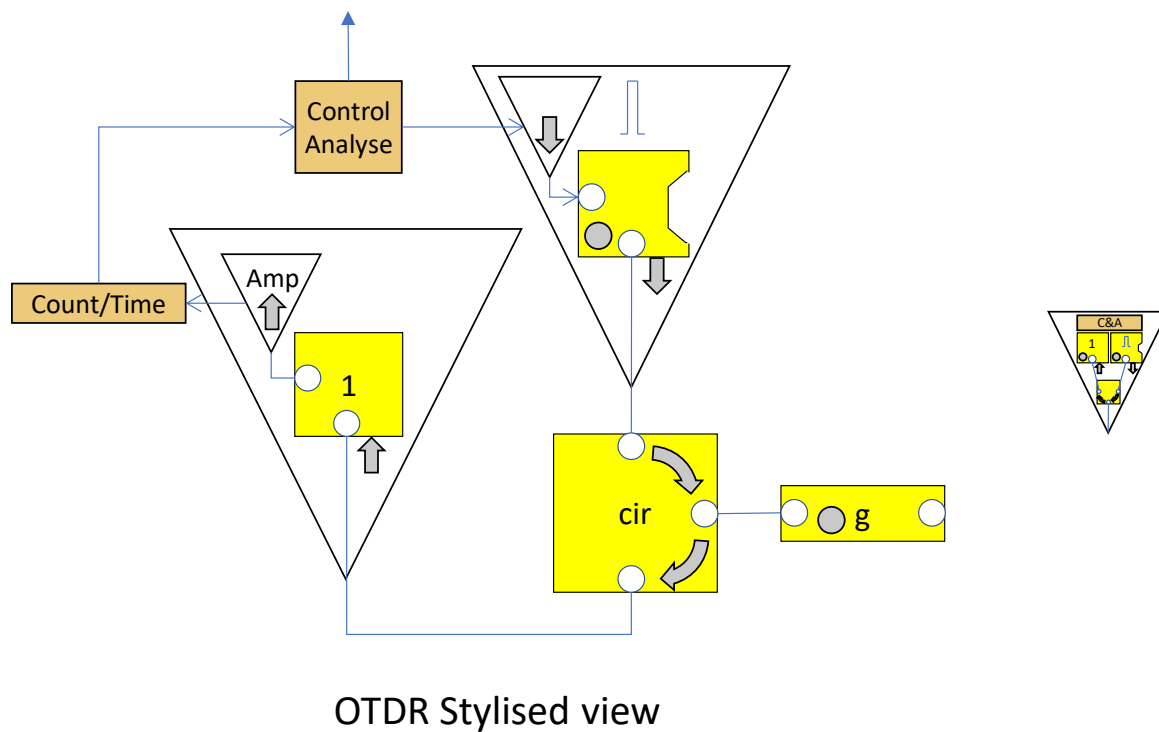 Control
Analyse
Amp
Count/Time
1
cir
g
C&A
1
OTDR Stylised view